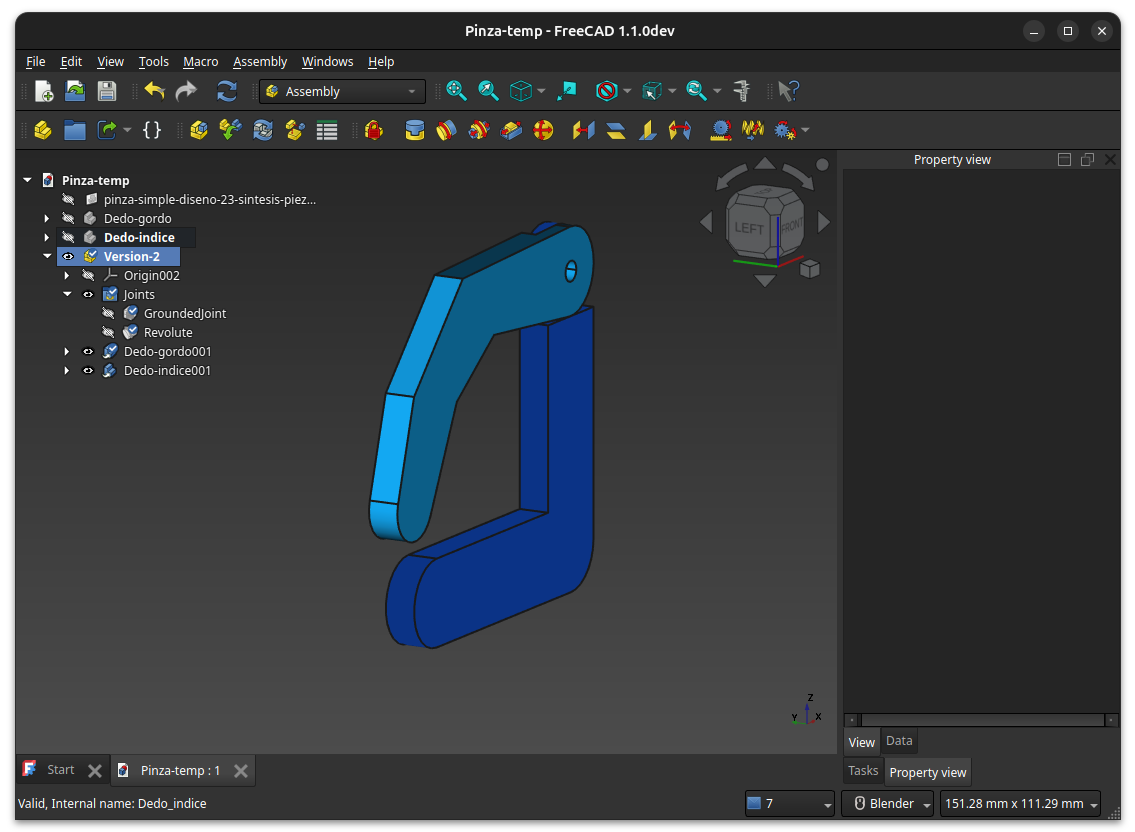 Pinza-temp - FreeCAD 1.1.0dev
File Edit View Tools Macro Assembly Windows Help
Assembly
Property view
Pinza-temp
pinza-simple-diseno-23-sintesis-piez...
Dedo-gordo
Dedo-indice
Version-2
Origin002
Joints
GroundedJoint
Revolute
Dedo-gordo001
Dedo-indice001
LEFT FRONT
Z
Y X
View Data
Tasks Property view
Start Pinza-temp : 1
Valid, Internal name: Dedo_indice 7 Blender 151.28 mm x 111.29 mm